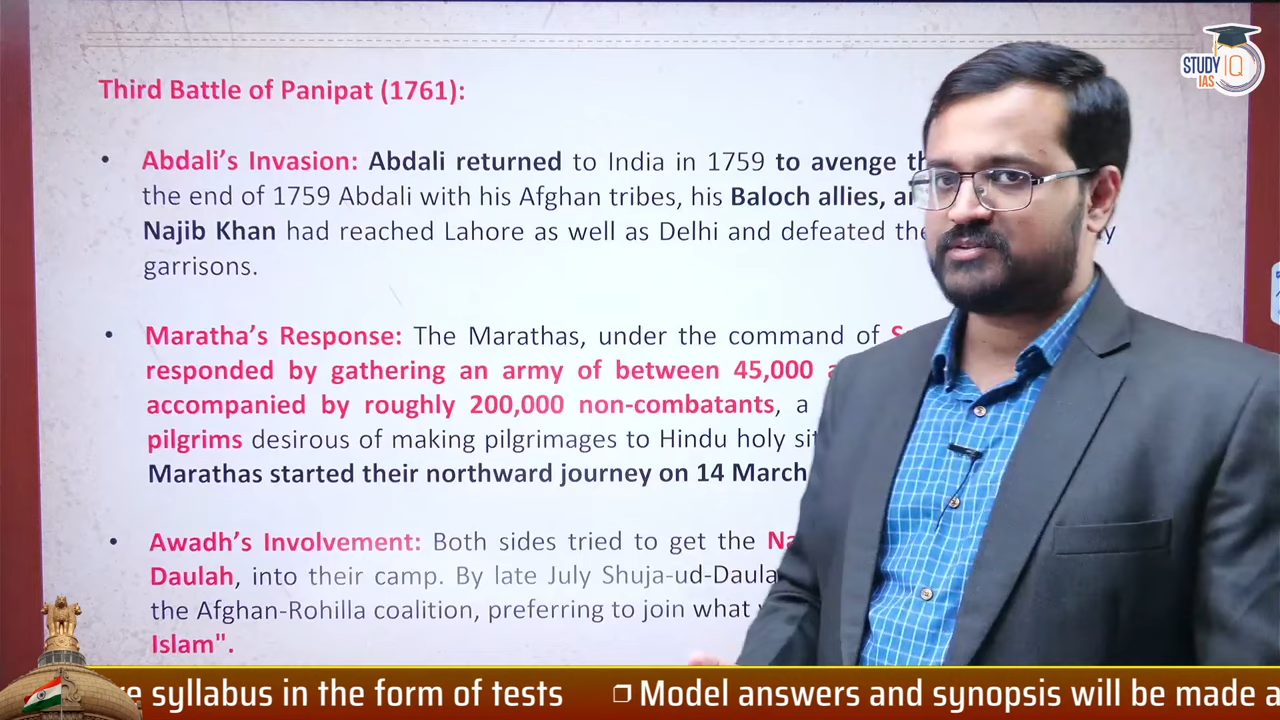 STUDY IQ
IAS
Third Battle of Panipat (1761):
• Abdali’s Invasion: Abdali returned to India in 1759 to avenge
the end of 1759 Abdali with his Afghan tribes, his Baloch allies,
Najib Khan had reached Lahore as well as Delhi and defeated
garrisons.
• Maratha’s Response: The Marathas, under the command of
responded by gathering an army of between 45,000
accompanied by roughly 200,000 non-combatants, a
pilgrims desirous of making pilgrimages to Hindu holy
Marathas started their northward journey on 14 March
• Awadh’s Involvement: Both sides tried to get the
Daulah, into their camp. By late July Shuja-ud-Daula
the Afghan-Rohilla coalition, preferring to join what
Islam".
syllabus in the form of tests ❐ Model answers and synopsis will be made